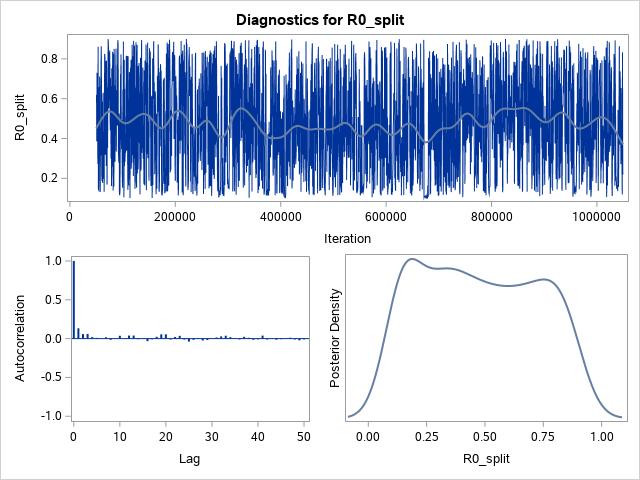 Diagnostics for R0_split
R0_split
0.8
0.6
0.4
0.2
0 200000 400000 600000 800000 1000000
Iteration
Autocorrelation
1.0
0.5
0.0
-0.5
-1.0
0 10 20 30 40 50
Lag
Posterior Density
0.00 0.25 0.50 0.75 1.00
R0_split